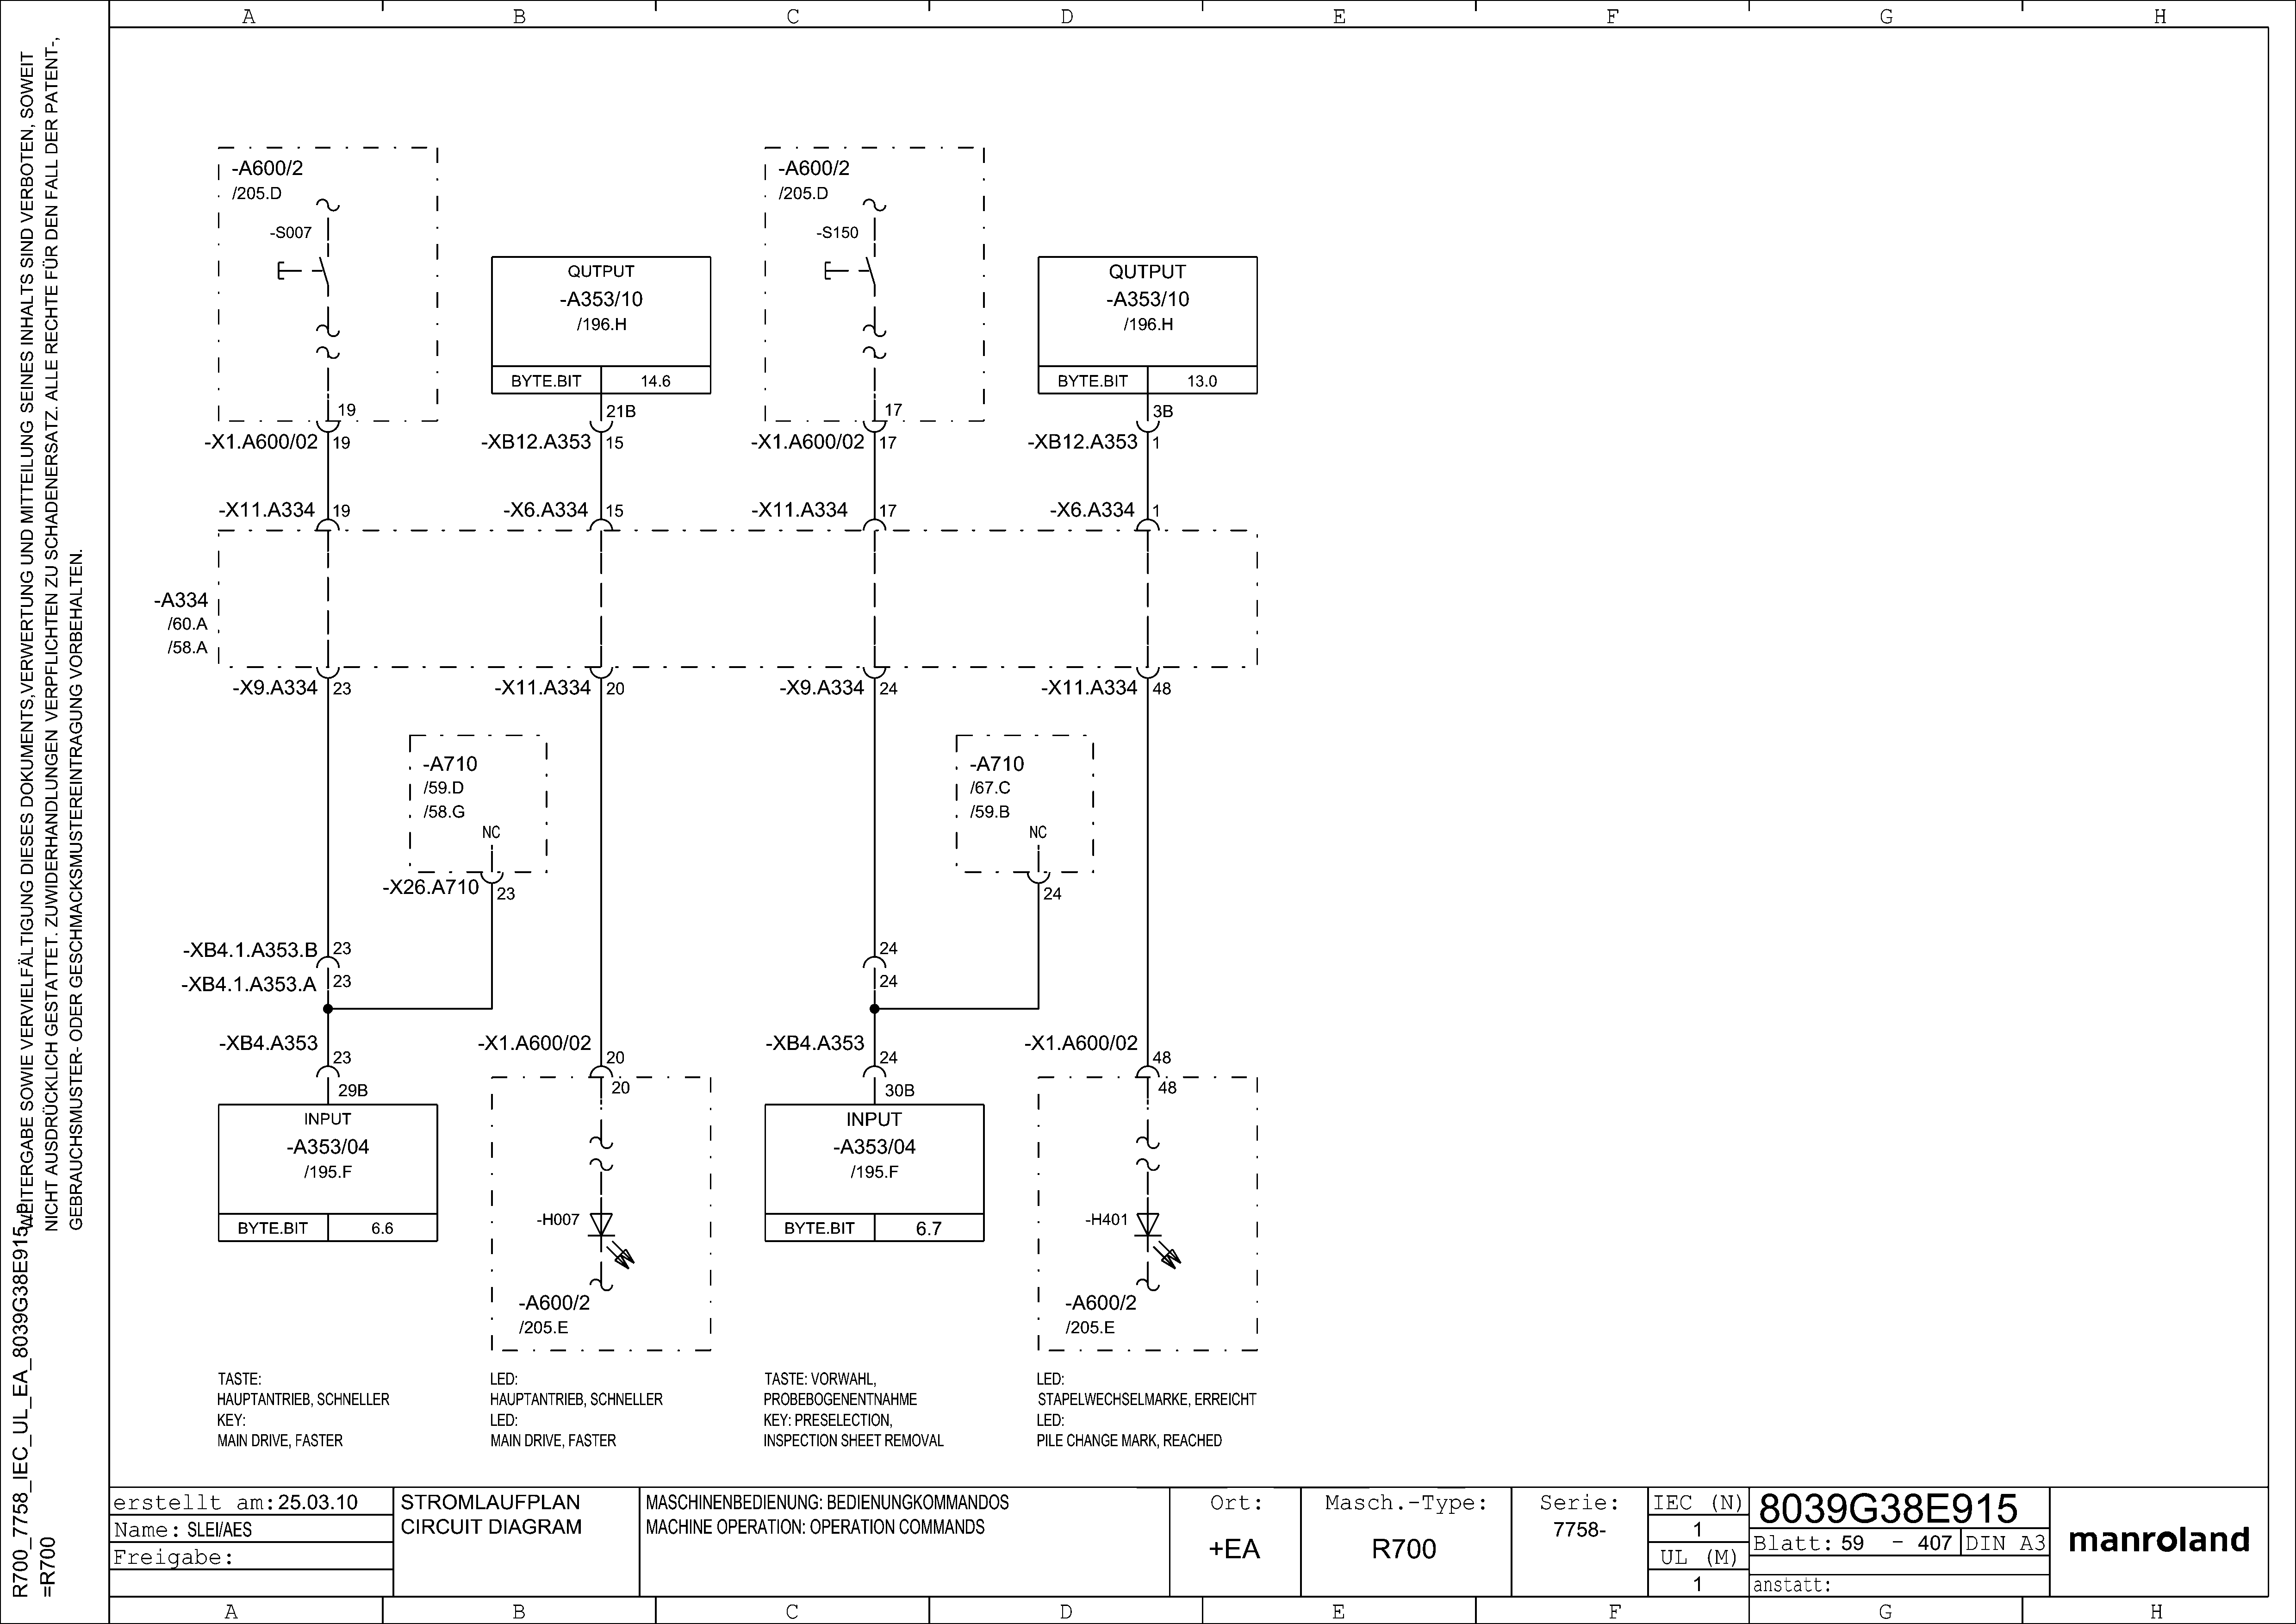 A B C D E F G H
WEITERGABE SOWIE VERVIELFÄLTIGUNG DIESES DOKUMENTS,VERWERTUNG UND MITTEILUNG SEINES INHALTS SIND VERBOTEN, SOWEIT
NICHT AUSDRÜCKLICH GESTATTET. ZUWIDERHANDLUNGEN VERPFLICHTEN ZU SCHADENERSATZ. ALLE RECHTE FÜR DEN FALL DER PATENT-,
GEBRAUCHSMUSTER- ODER GESCHMACKSMUSTEREINTRAGUNG VORBEHALTEN.
-A600/2 -A600/2
/205.D /205.D
-S007 -S150
QUTPUT QUTPUT
-A353/10 -A353/10
/196.H /196.H
BYTE.BIT 14.6 BYTE.BIT 13.0
19 21B 17 3B
-X1.A600/02 19 -XB12.A353 15 -X1.A600/02 17 -XB12.A353 1
-X11.A334 19 -X6.A334 15 -X11.A334 17 -X6.A334 1
-A334
/60.A
/58.A
-X9.A334 23 -X11.A334 20 -X9.A334 24 -X11.A334 48
-A710 -A710
/59.D /67.C
/58.G /59.B
NC NC
-X26.A710 23 24
-XB4.1.A353.B 23 24
-XB4.1.A353.A 23 24
-XB4.A353 23 -X1.A600/02 20 -XB4.A353 24 -X1.A600/02 48
29B 20 30B 48
INPUT INPUT
-A353/04 -A353/04
/195.F /195.F
-H007 -H401
BYTE.BIT 6.6 BYTE.BIT 6.7
-A600/2 -A600/2
/205.E /205.E
TASTE: LED: TASTE: VORWAHL, LED:
HAUPTANTRIEB, SCHNELLER HAUPTANTRIEB, SCHNELLER PROBEBOGENENTNAHME STAPELWECHSELMARKE, ERREICHT
KEY: LED: KEY: PRESELECTION, LED:
MAIN DRIVE, FASTER MAIN DRIVE, FASTER INSPECTION SHEET REMOVAL PILE CHANGE MARK, REACHED
=R700
erstellt am: 25.03.10
Name: SLEI/AES
Freigabe:
STROMLAUFPLAN
CIRCUIT DIAGRAM
MASCHINENBEDIENUNG: BEDIENUNGKOMMANDOS
MACHINE OPERATION: OPERATION COMMANDS
Ort:
+EA
Masch.-Type:
R700
Serie:
7758-
IEC (N)
1
UL (M)
1
8039G38E915
Blatt: 59 - 407 DIN A3
anstatt:
manroland
A B C D E F G H